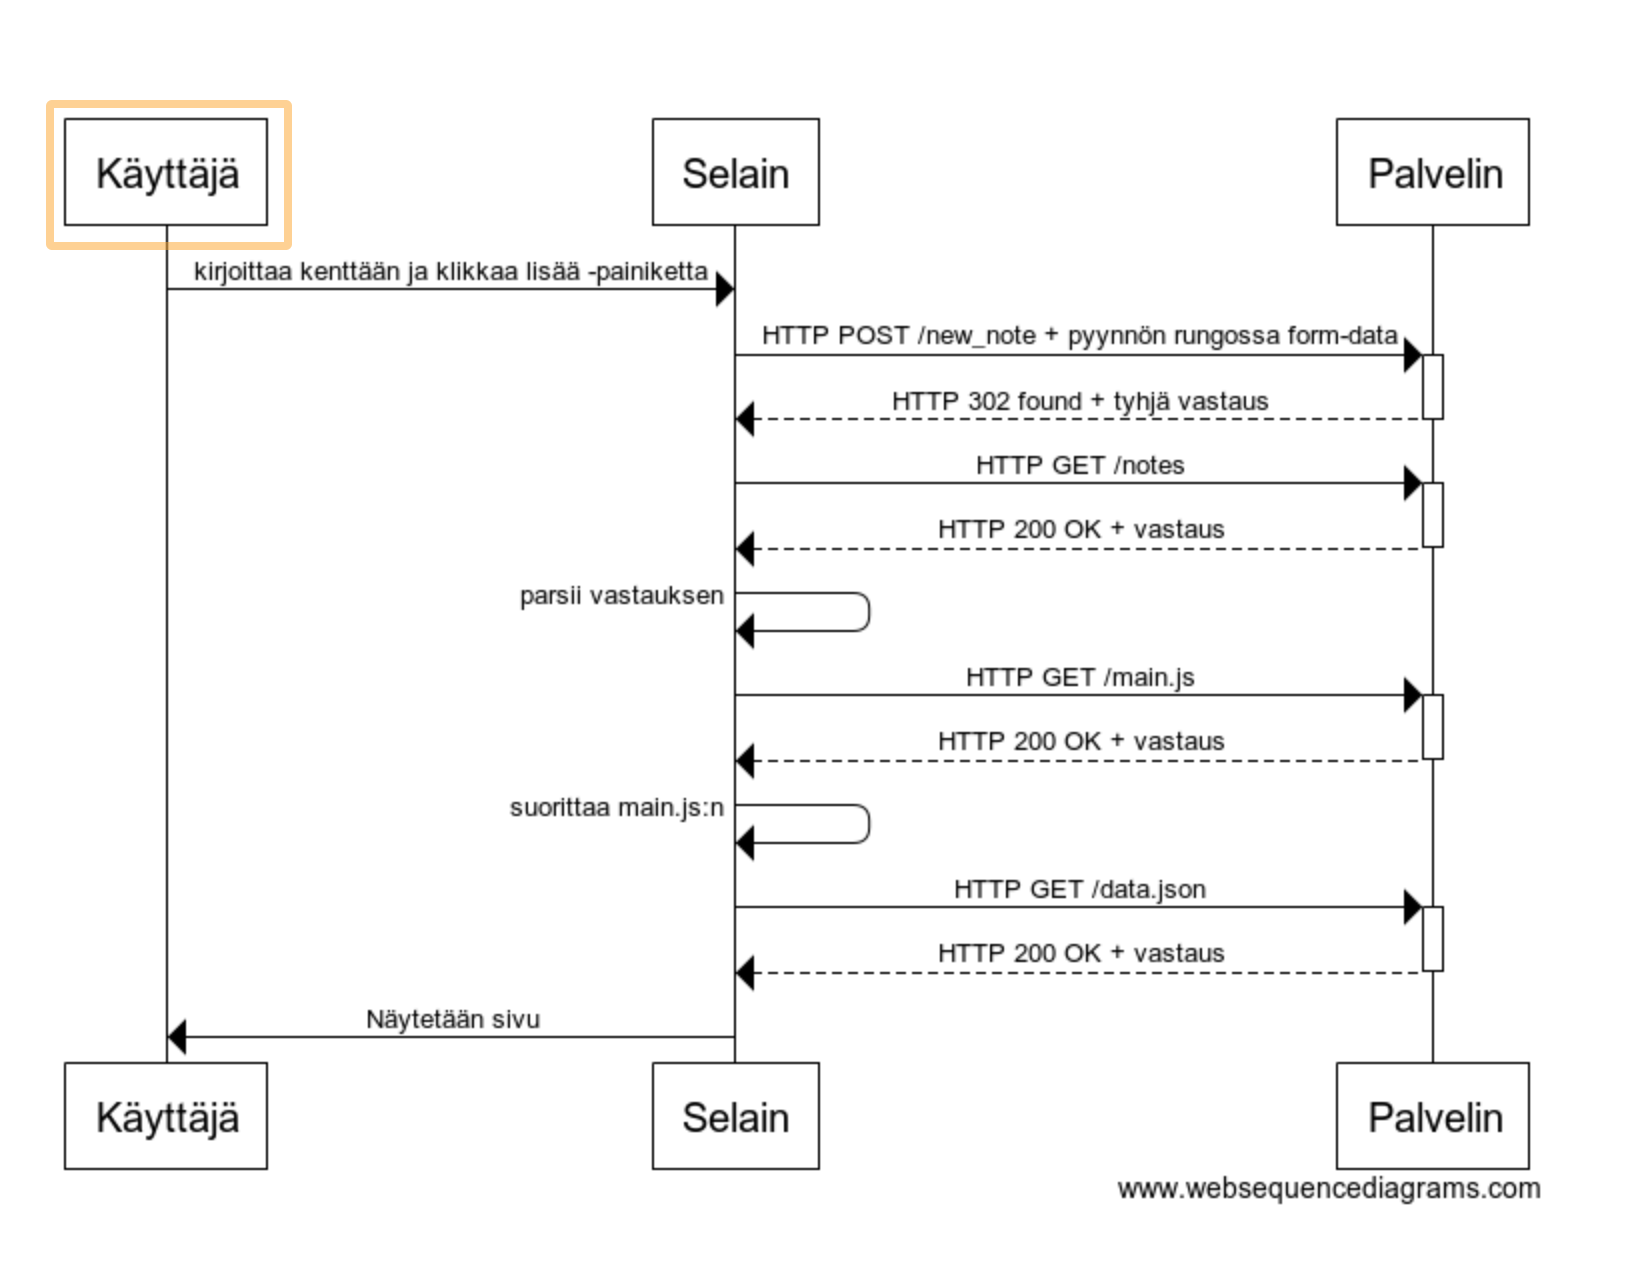 Käyttäjä
Selain
Palvelin
kirjoittaa kenttään ja klikkaa lisää -painiketta
HTTP POST /new_note + pyynnön rungossa form-data
HTTP 302 found + tyhjä vastaus
HTTP GET /notes
HTTP 200 OK + vastaus
parsii vastauksen
HTTP GET /main.js
HTTP 200 OK + vastaus
suorittaa main.js:n
HTTP GET /data.json
HTTP 200 OK + vastaus
Näytetään sivu
Käyttäjä
Selain
Palvelin
www.websequencediagrams.com